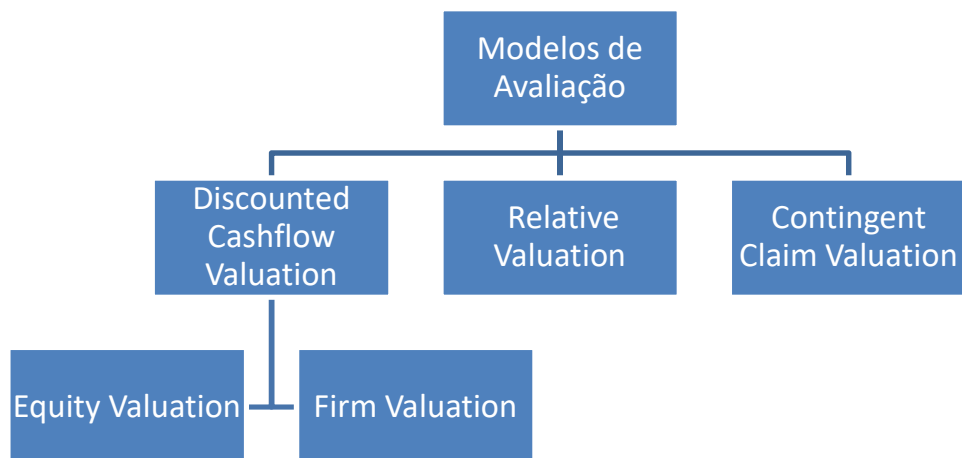 Modelos de
Avaliação
Discounted
Cashflow
Valuation
Relative
Valuation
Contingent
Claim Valuation
Equity Valuation
Firm Valuation